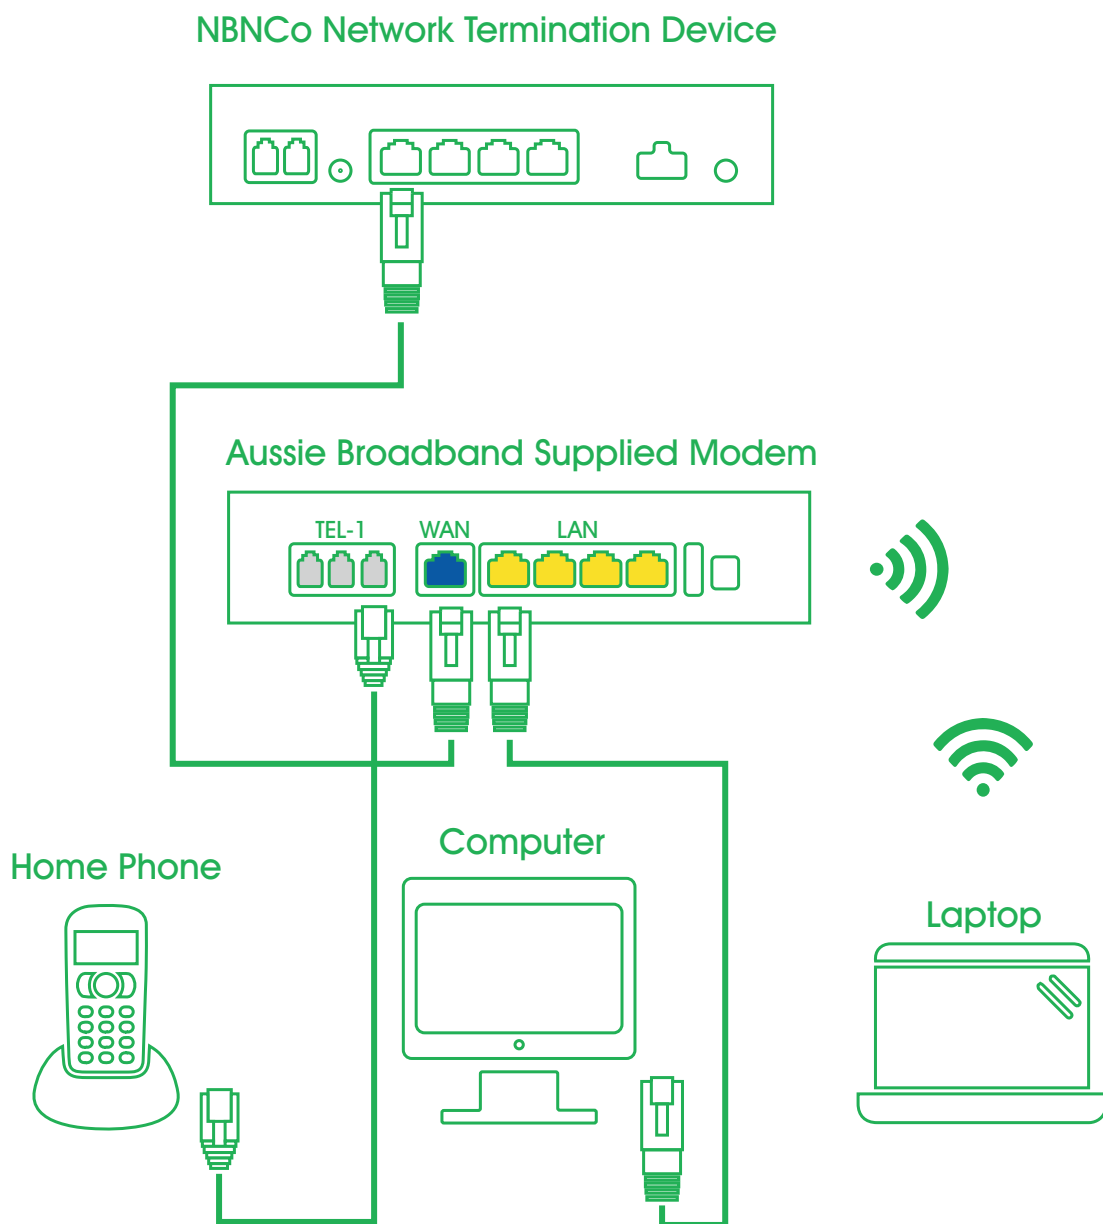 NBNCo Network Termination Device
Aussie Broadband Supplied Modem
TEL-1 WAN LAN
Computer
Home Phone
Laptop